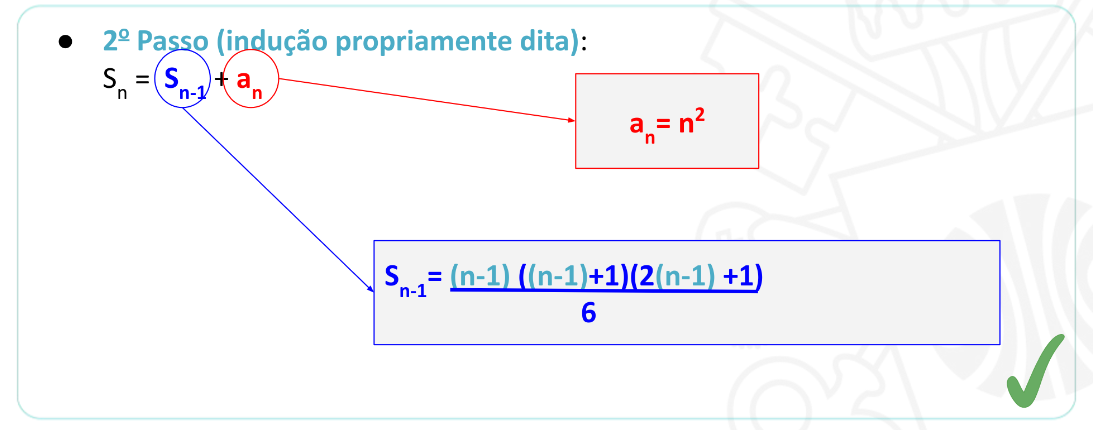 ● 2º Passo (indução propriamente dita):
Sn = Sn-1 + an
an= n²
Sn-1= (n-1) ((n-1)+1)(2(n-1) +1)
6